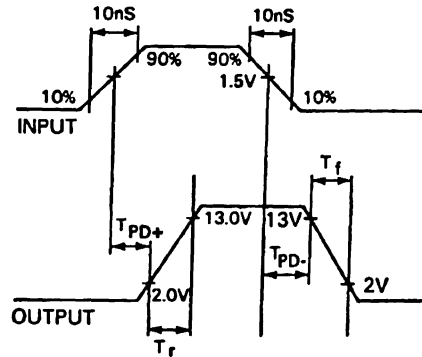 10nS 10nS
90% 90%
1.5V
10% 10%
INPUT
Tf
TPD+ 13.0V 13V
TPD-
2.0V 2V
OUTPUT
Tr